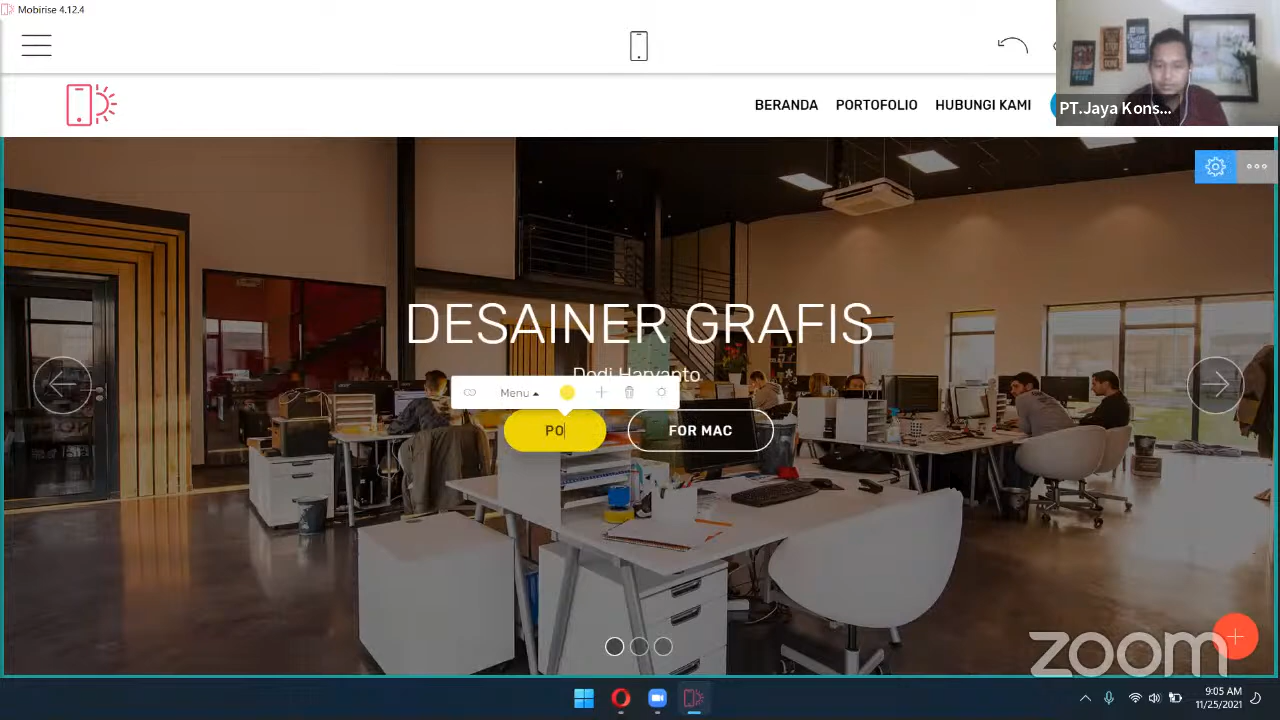 Mobirise 4.12.4
PT.Jaya Kons...
BERANDA PORTOFOLIO HUBUNGI KAMI
DESAINER GRAFIS
Dedi Haryanto
Menu
PO
FOR MAC
zoom
9:05 AM
11/25/2021